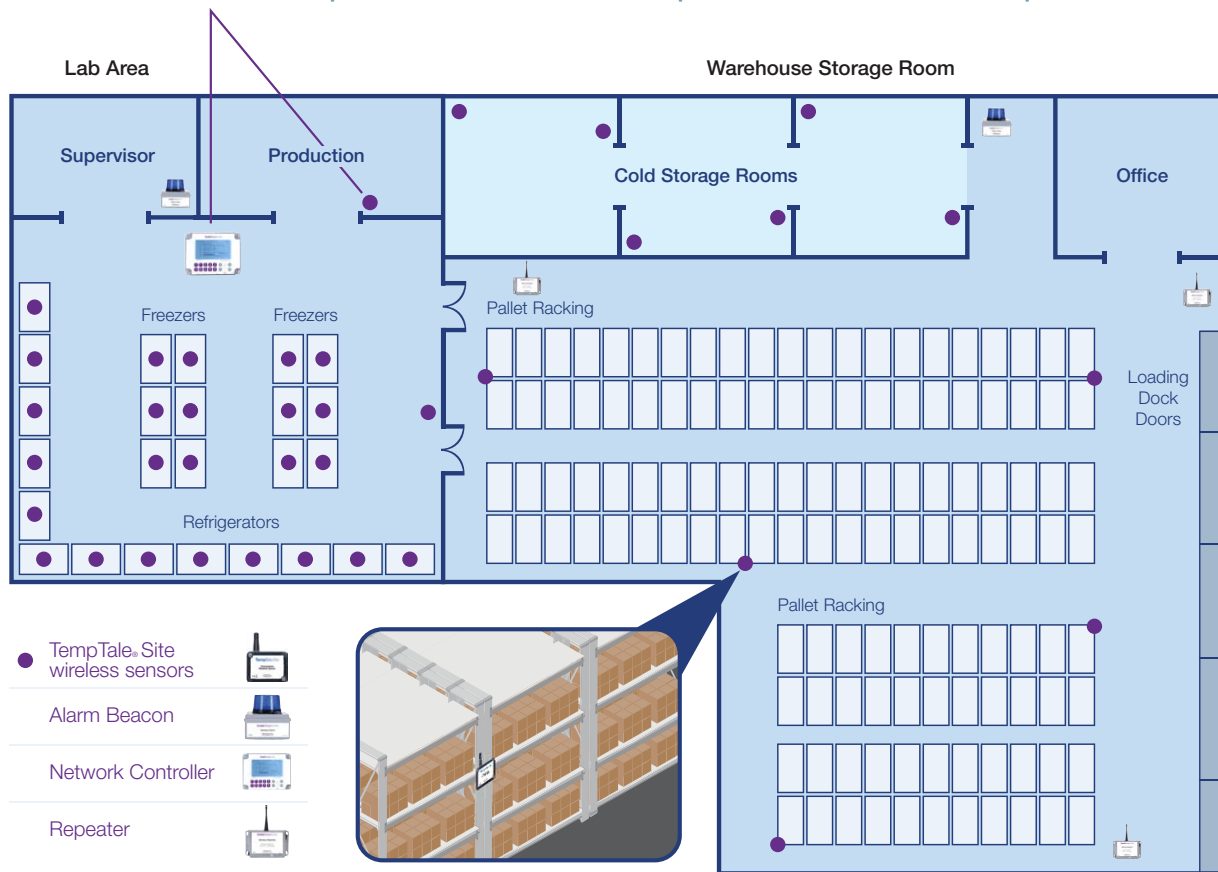 Lab Area
Warehouse Storage Room
Supervisor
Production
Cold Storage Rooms
Office
Freezers
Freezers
Pallet Racking
Loading
Dock
Doors
Refrigerators
Pallet Racking
TempTale® Site
wireless sensors
Alarm Beacon
Network Controller
Repeater